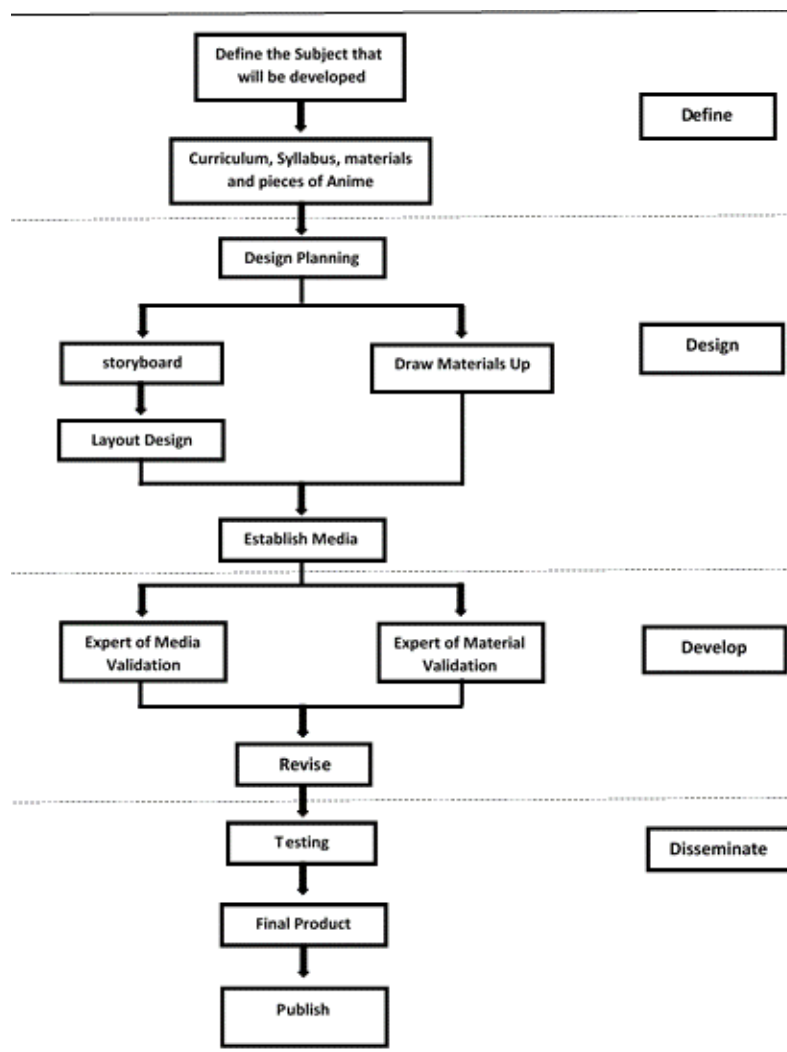 Define the Subject that
will be developed
Define
Curriculum, Syllabus, materials
and pieces of Anime
Design Planning
storyboard
Draw Materials Up
Design
Layout Design
Establish Media
Expert of Media
Validation
Expert of Material
Validation
Develop
Revise
Testing
Disseminate
Final Product
Publish